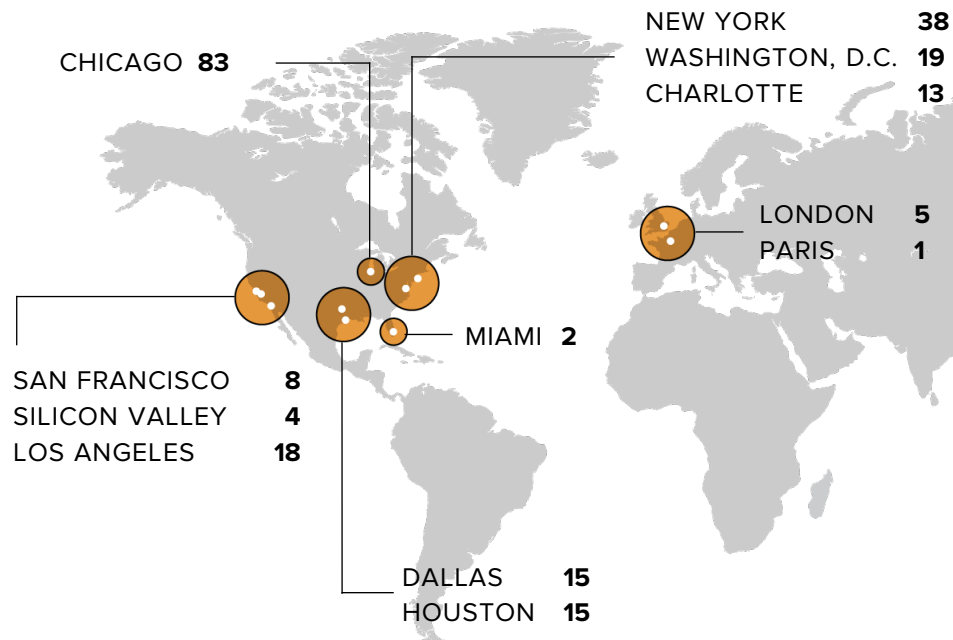 CHICAGO 83
NEW YORK 38
WASHINGTON, D.C. 19
CHARLOTTE 13
LONDON 5
PARIS 1
MIAMI 2
SAN FRANCISCO 8
SILICON VALLEY 4
LOS ANGELES 18
DALLAS 15
HOUSTON 15